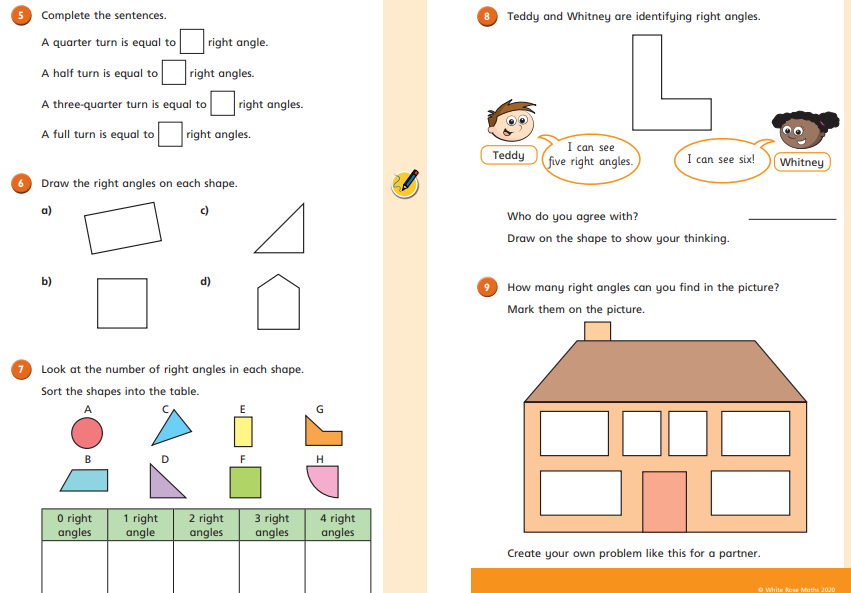 5 Complete the sentences.
A quarter turn is equal to right angle.
A half turn is equal to right angles.
A three-quarter turn is equal to right angles.
A full turn is equal to right angles.
6 Draw the right angles on each shape.
a) c)
b) d)
7 Look at the number of right angles in each shape.
Sort the shapes into the table.
A C E G
B D F H
0 right angles
1 right angle
2 right angles
3 right angles
4 right angles
8 Teddy and Whitney are identifying right angles.
Teddy
I can see
five right angles.
I can see six!
Whitney
Who do you agree with?
Draw on the shape to show your thinking.
9 How many right angles can you find in the picture?
Mark them on the picture.
Create your own problem like this for a partner.
© White Rose Maths 2020